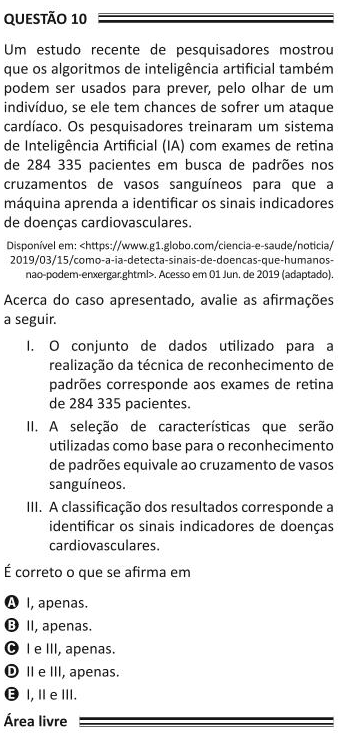 QUESTÃO 10
Um estudo recente de pesquisadores mostrou
que os algoritmos de inteligência artificial também
podem ser usados para prever, pelo olhar de um
indivíduo, se ele tem chances de sofrer um ataque
cardíaco. Os pesquisadores treinaram um sistema
de Inteligência Artificial (IA) com exames de retina
de 284 335 pacientes em busca de padrões nos
cruzamentos de vasos sanguíneos para que a
máquina aprenda a identificar os sinais indicadores
de doenças cardiovasculares.
Disponível em: <https://www.g1.globo.com/ciencia-e-saude/noticia/
2019/03/15/como-a-ia-detecta-sinais-de-doencas-que-humanos-
nao-podem-enxergar.ghtml>. Acesso em 01 Jun. de 2019 (adaptado).
Acerca do caso apresentado, avalie as afirmações
a seguir.
I. O conjunto de dados utilizado para a
realização da técnica de reconhecimento de
padrões corresponde aos exames de retina
de 284 335 pacientes.
II. A seleção de características que serão
utilizadas como base para o reconhecimento
de padrões equivale ao cruzamento de vasos
sanguíneos.
III. A classificação dos resultados corresponde a
identificar os sinais indicadores de doenças
cardiovasculares.
É correto o que se afirma em
A I, apenas.
B II, apenas.
C I e III, apenas.
D II e III, apenas.
E I, II e III.
Área livre